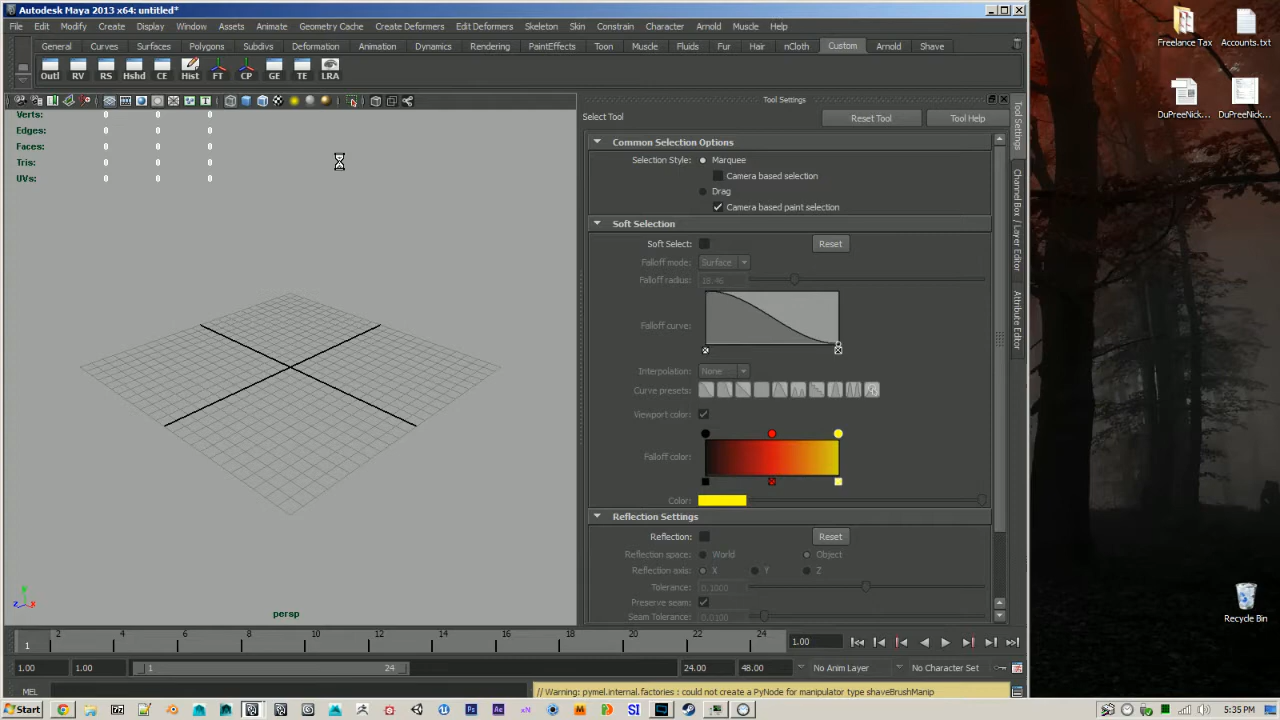 Autodesk Maya 2013 x64: untitled*
File Edit Modify Create Display Window Assets Animate Geometry Cache Create Deformers Edit Deformers Skeleton Skin Constrain Character Arnold Muscle Help
General Curves Surfaces Polygons Subdivs Deformation Animation Dynamics Rendering PaintEffects Toon Muscle Fluids Fur Hair nCloth Custom Arnold Shave
Outl RV RS Hshd CE Hist FT CP GE TE LRA
Verts: 0 0 0
Edges: 0 0 0
Faces: 0 0 0
Tris: 0 0 0
UVs: 0 0 0
persp
Tool Settings
Select Tool Reset Tool Tool Help
Common Selection Options
Selection Style: Marquee
Camera based selection
Drag
Camera based paint selection
Soft Selection
Soft Select: Reset
Falloff mode: Surface
Falloff radius:
Falloff curve:
Interpolation: None
Curve presets:
Viewport color:
Falloff color:
Color:
Reflection Settings
Reflection: Reset
Reflection space: World Object
Reflection axis: X Y Z
Tolerance: 0.1000
Preserve seam:
Seam Tolerance: 0.0100
Tool Settings
Channel Box / Layer Editor
Attribute Editor
1 2 4 6 8 10 12 14 16 18 20 22 24 1.00
1.00 1.00 1 24 24.00 48.00 No Anim Layer No Character Set
MEL // Warning: pymel.internal.factories : could not create a PyNode for manipulator type shaveBrushManip
Freelance Tax Accounts.txt
DuPreeNick... DuPreeNick...
Recycle Bin
Start 5:35 PM